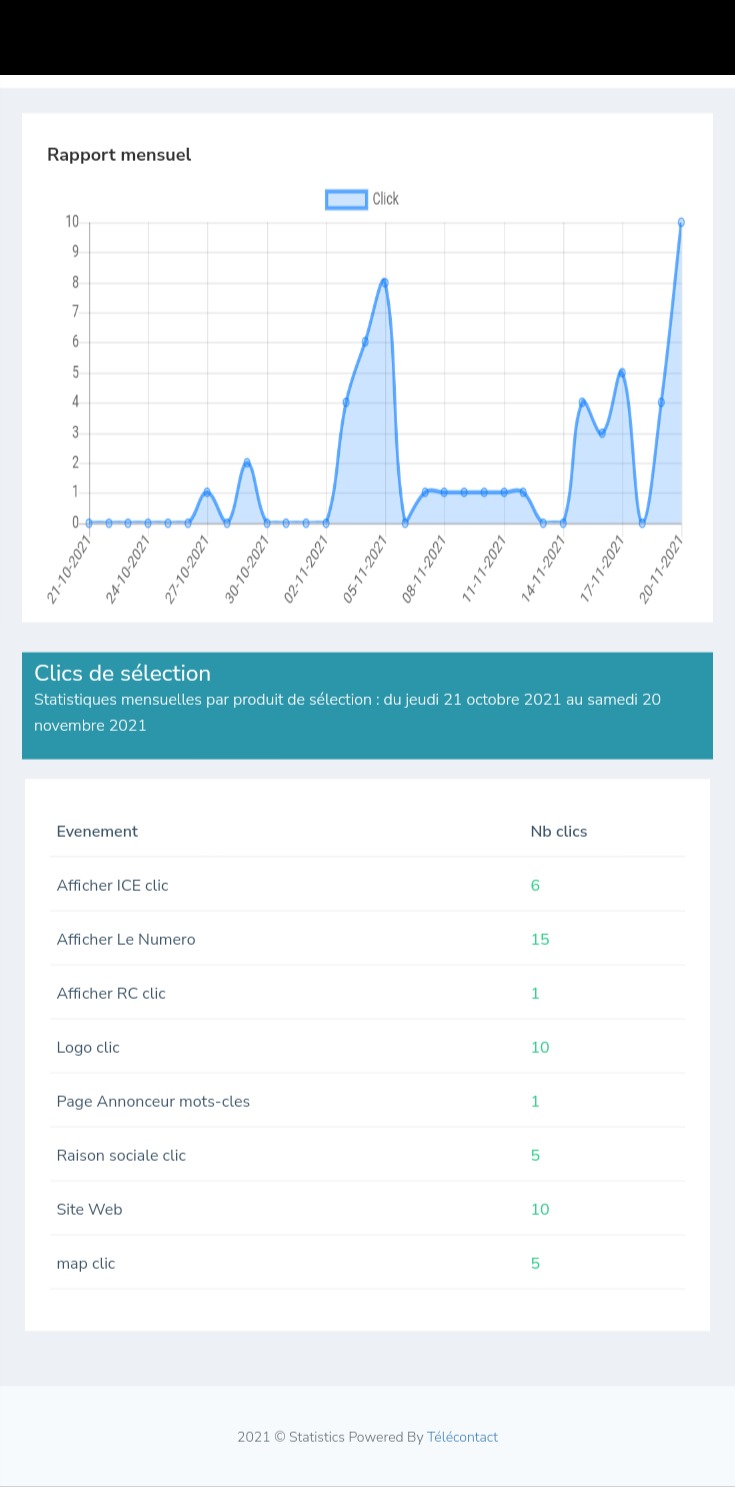 Rapport mensuel
Click
10
9
8
7
6
5
4
3
2
1
0
21-10-2021
24-10-2021
27-10-2021
30-10-2021
02-11-2021
05-11-2021
08-11-2021
11-11-2021
14-11-2021
17-11-2021
20-11-2021
Clics de sélection
Statistiques mensuelles par produit de sélection : du jeudi 21 octobre 2021 au samedi 20
novembre 2021
Evenement Nb clics
Afficher ICE clic 6
Afficher Le Numero 15
Afficher RC clic 1
Logo clic 10
Page Annonceur mots-cles 1
Raison sociale clic 5
Site Web 10
map clic 5
2021 © Statistics Powered By Télécontact